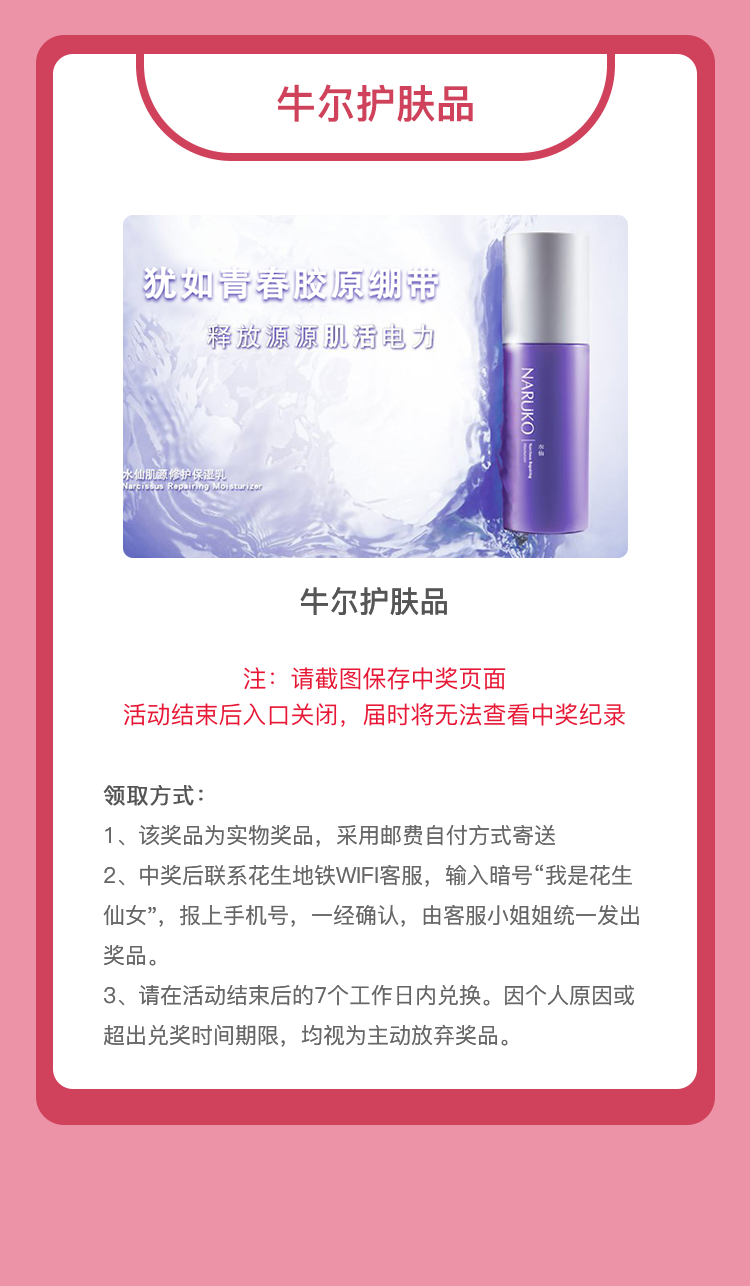 牛尔护肤品
犹如青春胶原绷带
释放源源肌活电力
NARUKO
水仙
Narcissus Repairing
Moisturizer
水仙肌源修护保湿乳
Narcissus Repairing Moisturizer
牛尔护肤品
注：请截图保存中奖页面
活动结束后入口关闭，届时将无法查看中奖纪录
领取方式：
1、该奖品为实物奖品，采用邮费自付方式寄送
2、中奖后联系花生地铁WIFI客服，输入暗号“我是花生
仙女”，报上手机号，一经确认，由客服小姐姐统一发出
奖品。
3、请在活动结束后的7个工作日内兑换。因个人原因或
超出兑奖时间期限，均视为主动放弃奖品。